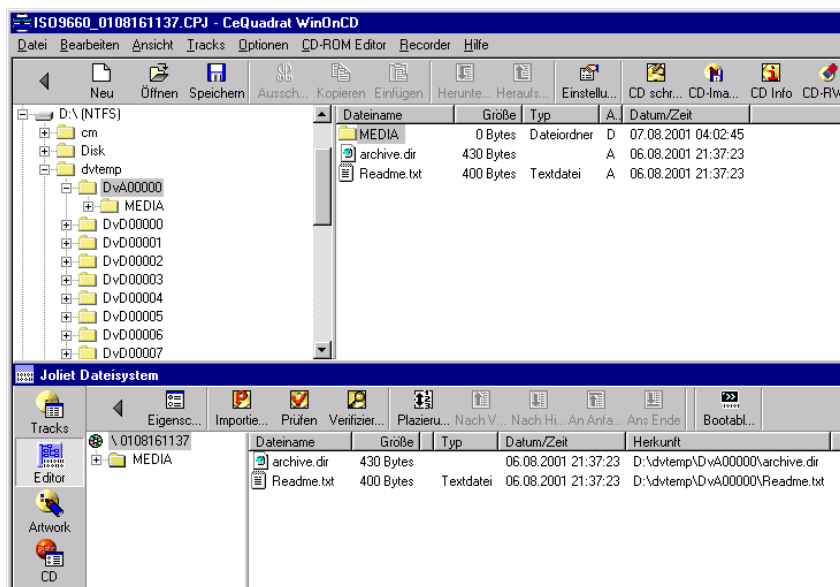 ISO9660_0108161137.CPJ - CeQuadrat WinOnCD
Datei Bearbeiten Ansicht Tracks Optionen CD-ROM Editor Recorder Hilfe
Neu Öffnen Speichern Aussch... Kopieren Einfügen Herunte... Heraufs... Einstellu... CD schr... CD-Ima... CD Info CD-RW
D:\ (NTFS)
cm
Disk
dvtemp
DvA00000
MEDIA
DvD00000
DvD00001
DvD00002
DvD00003
DvD00004
DvD00005
DvD00006
DvD00007
Dateiname Größe Typ A.. Datum/Zeit
MEDIA 0 Bytes Dateiordner D 07.08.2001 04:02:45
archive.dir 430 Bytes A 06.08.2001 21:37:23
Readme.txt 400 Bytes Textdatei A 06.08.2001 21:37:23
Joliet Dateisystem
Tracks
Editor
Artwork
CD
Eigensc... Importie... Prüfen Verifizier... Plazieru... Nach V... Nach Hi... An Anfa... Ans Ende Bootabl...
\ 0108161137
MEDIA
Dateiname Größe Typ Datum/Zeit Herkunft
archive.dir 430 Bytes 06.08.2001 21:37:23 D:\dvtemp\DvA00000\archive.dir
Readme.txt 400 Bytes Textdatei 06.08.2001 21:37:23 D:\dvtemp\DvA00000\Readme.txt